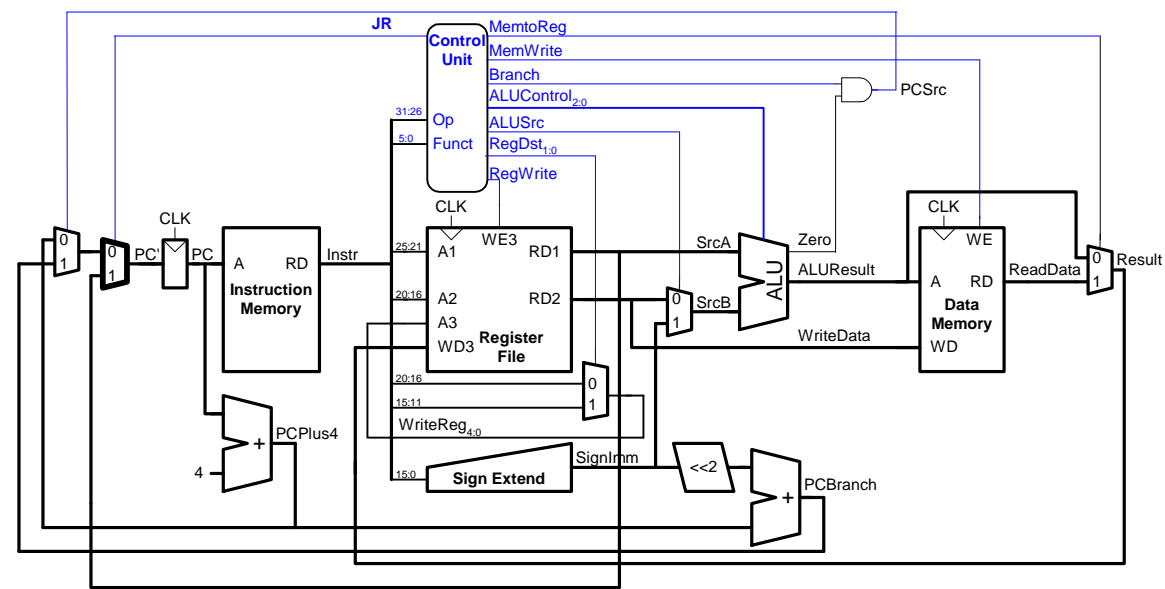 JR
Control
Unit
MemtoReg
MemWrite
Branch
ALUControl2:0
ALUSrc
RegDst1:0
RegWrite
PCSrc
31:26
Op
5:0
Funct
CLK
CLK
CLK
0
1
0
1
PC'
PC
A
RD
Instruction
Memory
Instr
25:21
A1
WE3
RD1
20:16
A2
RD2
A3
WD3
Register
File
SrcA
0
1
SrcB
ALU
Zero
ALUResult
WriteData
WE
A
RD
Data
Memory
WD
ReadData
0
1
Result
20:16
0
15:11
1
WriteReg4:0
PCPlus4
+
4
15:0
Sign Extend
SignImm
<<2
+
PCBranch